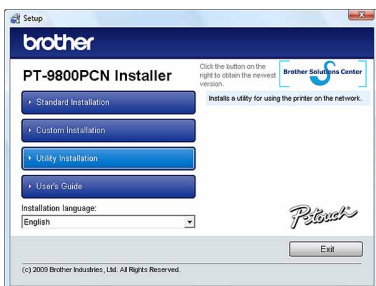 Setup
brother
PT-9800PCN Installer
Click the button on the
right to obtain the newest
version.
Brother Solutions Center
Standard Installation
Installs a utility for using the printer on the network.
Custom Installation
Utility Installation
User's Guide
Installation language:
English
P-touch
Exit
(c) 2009 Brother Industries, Ltd. All Rights Reserved.